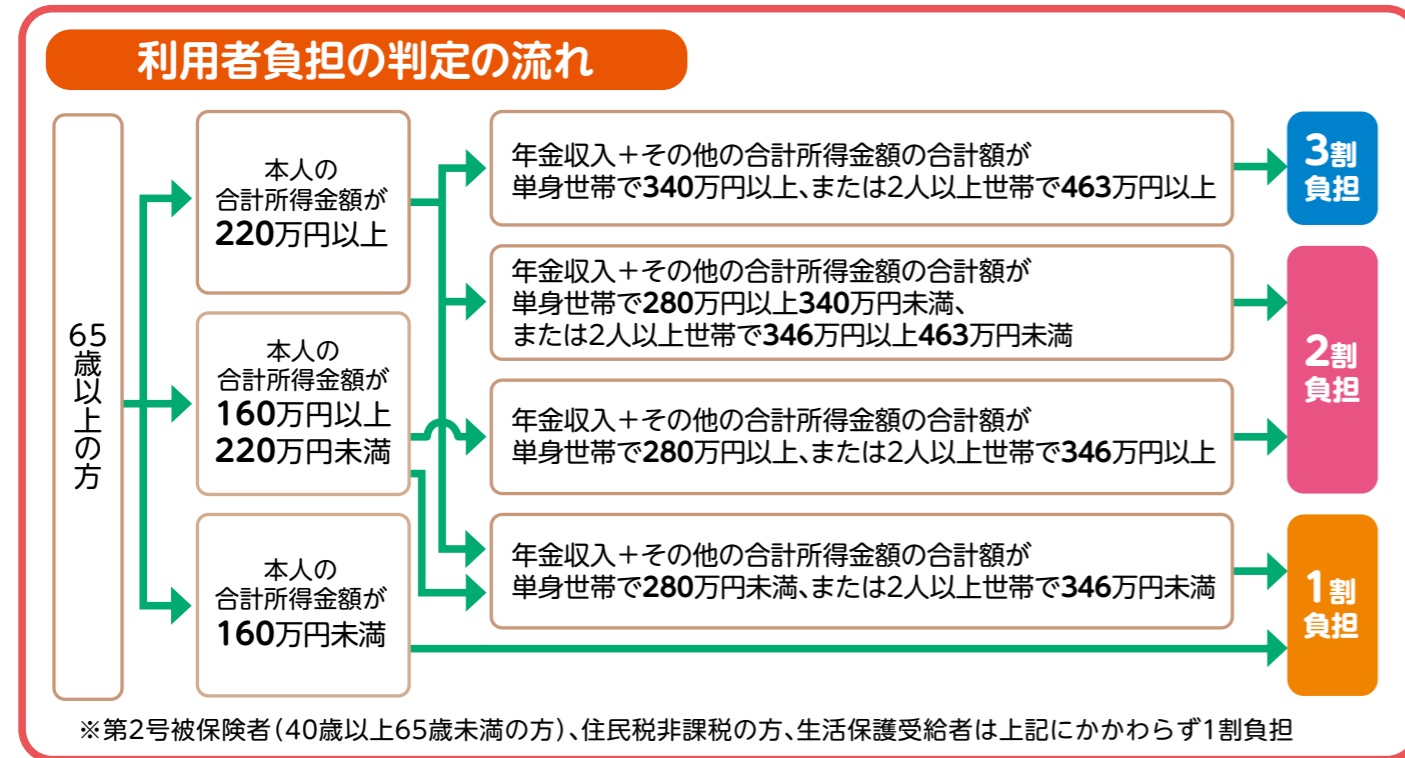 利用者負担の判定の流れ
65歳以上の方
本人の
合計所得金額が
220万円以上
年金収入＋その他の合計所得金額の合計額が
単身世帯で340万円以上、または2人以上世帯で463万円以上
3割
負担
年金収入＋その他の合計所得金額の合計額が
単身世帯で280万円以上340万円未満、
または2人以上世帯で346万円以上463万円未満
2割
負担
本人の
合計所得金額が
160万円以上
220万円未満
年金収入＋その他の合計所得金額の合計額が
単身世帯で280万円以上、または2人以上世帯で346万円以上
本人の
合計所得金額が
160万円未満
年金収入＋その他の合計所得金額の合計額が
単身世帯で280万円未満、または2人以上世帯で346万円未満
1割
負担
※第2号被保険者（40歳以上65歳未満の方）、住民税非課税の方、生活保護受給者は上記にかかわらず1割負担